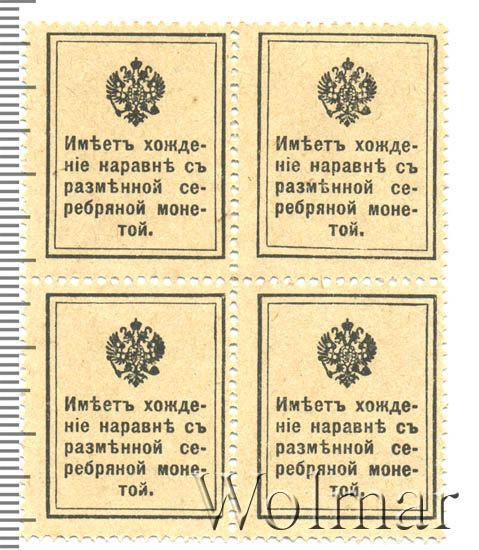 Имѣетъ хожде-
ніе наравнѣ съ
размѣнной се-
ребряной моне-
той.
Имѣетъ хожде-
ніе наравнѣ съ
размѣнной се-
ребряной моне-
той.
Имѣетъ хожде-
ніе наравнѣ съ
размѣнной се-
ребряной моне-
той.
Имѣетъ хожде-
ніе наравнѣ съ
размѣнной се-
ребряной моне-
той.
Wolmar